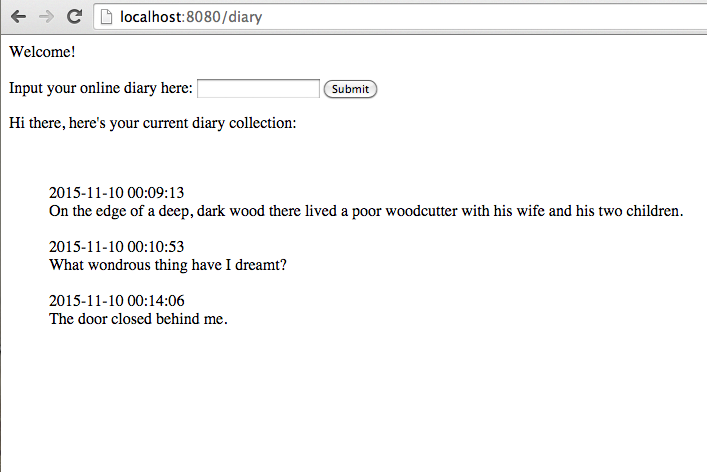 localhost:8080/diary
Welcome!
Input your online diary here: Submit
Hi there, here's your current diary collection:
2015-11-10 00:09:13
On the edge of a deep, dark wood there lived a poor woodcutter with his wife and his two children.
2015-11-10 00:10:53
What wondrous thing have I dreamt?
2015-11-10 00:14:06
The door closed behind me.